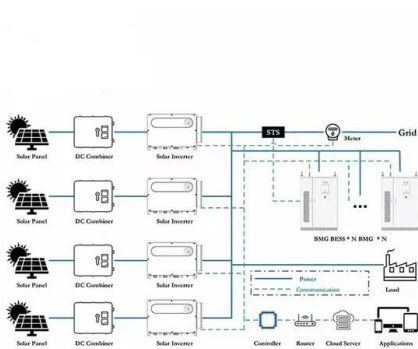 STS
Meter
Grid
Solar Panel
DC Combiner
Solar Inverter
Solar Panel
DC Combiner
Solar Inverter
BMG BESS * N BMG * N
Solar Panel
DC Combiner
Solar Inverter
Power
Communication
Load
Solar Panel
DC Combiner
Solar Inverter
Controller
Router
Cloud Server
Applications